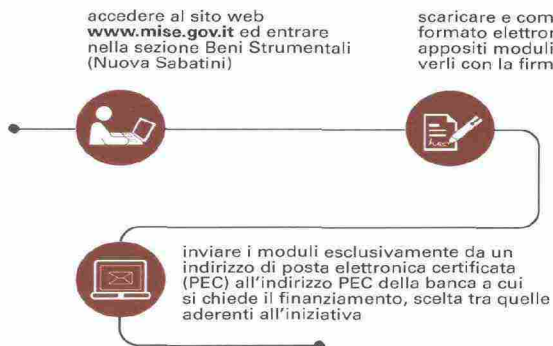 accedere al sito web
www.mise.gov.it ed entrare
nella sezione Beni Strumentali
(Nuova Sabatini)
scaricare e com
formato elettron
appositi moduli
verli con la firm
inviare i moduli esclusivamente da un
indirizzo di posta elettronica certificata
(PEC) all'indirizzo PEC della banca a cui
si chiede il finanziamento, scelta tra quelle
aderenti all'iniziativa